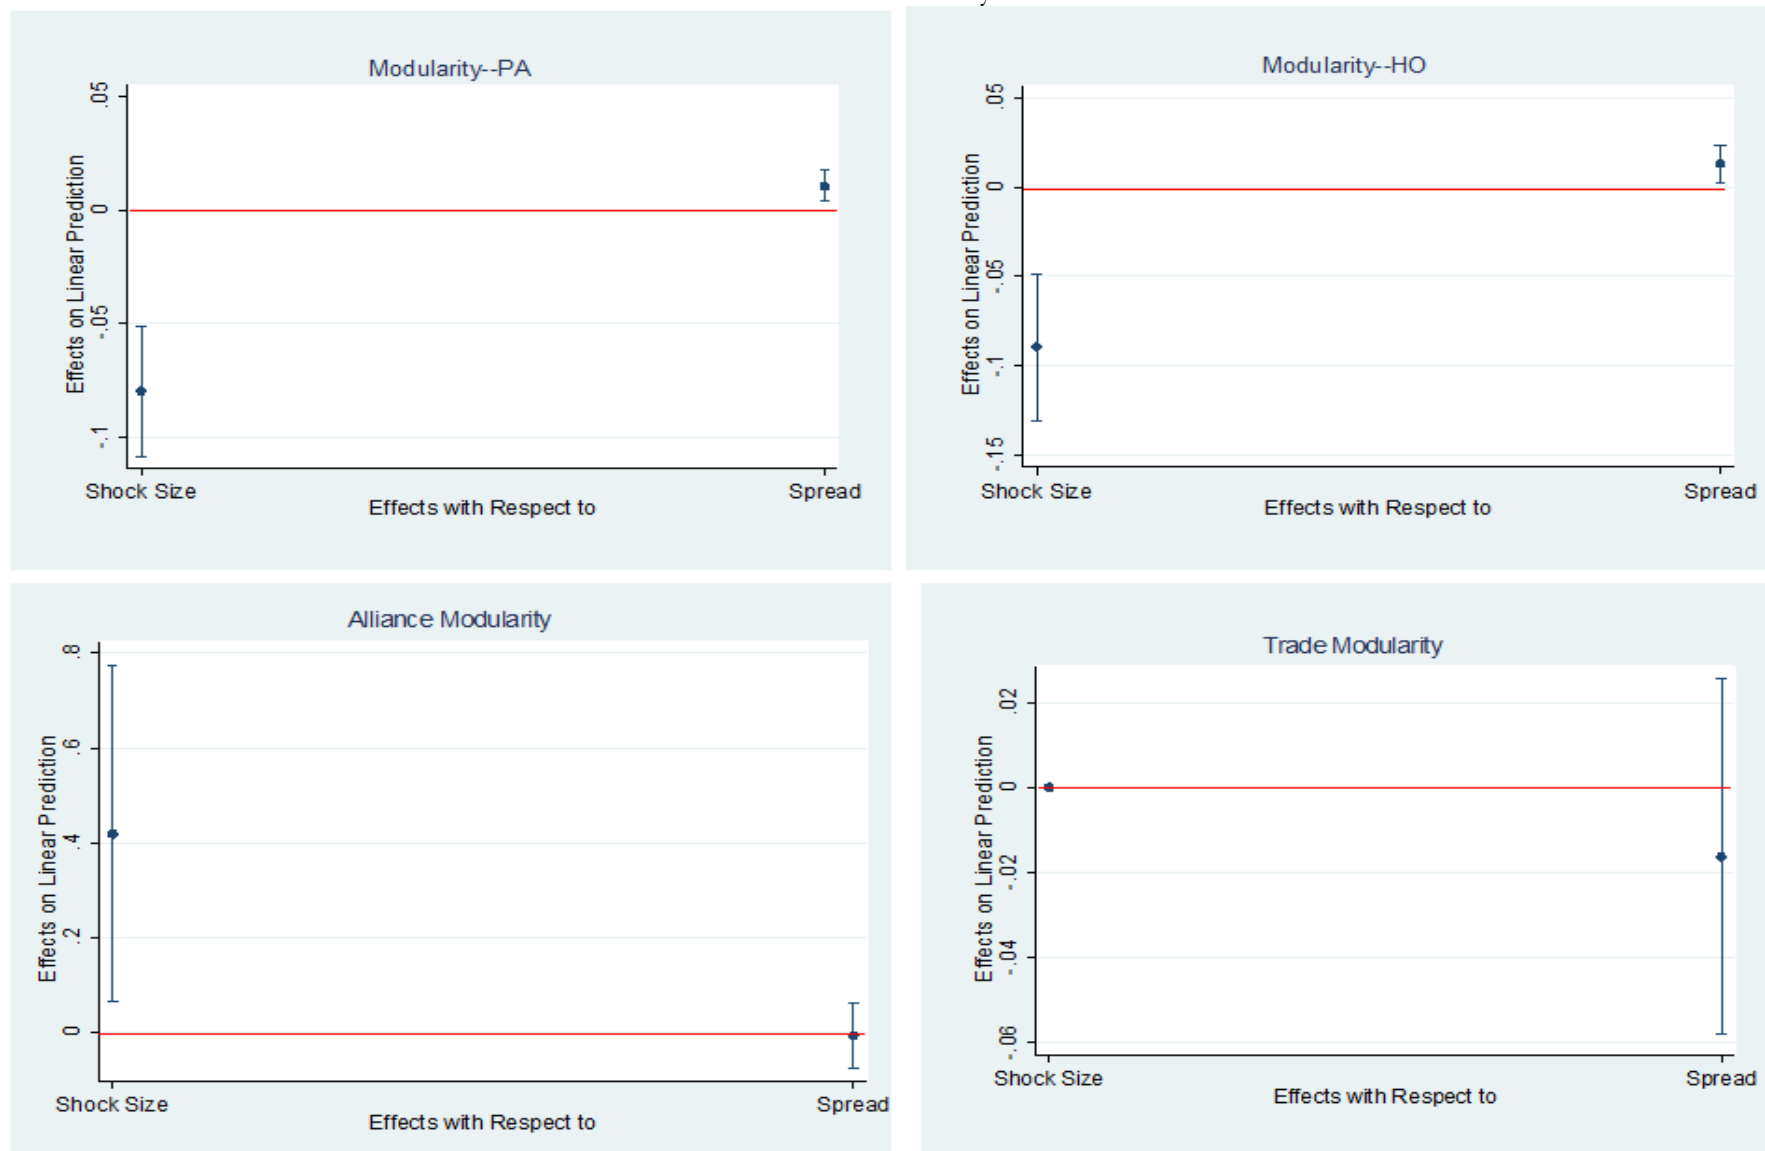 Modularity--PA
Effects on Linear Prediction
.05
0
-.05
-.1
Shock Size
Spread
Effects with Respect to
Modularity--HO
Effects on Linear Prediction
.05
0
-.05
-.1
-.15
Shock Size
Spread
Effects with Respect to
Alliance Modularity
Effects on Linear Prediction
.8
.6
.4
.2
0
Shock Size
Spread
Effects with Respect to
Trade Modularity
Effects on Linear Prediction
.02
0
-.02
-.04
-.06
Shock Size
Spread
Effects with Respect to